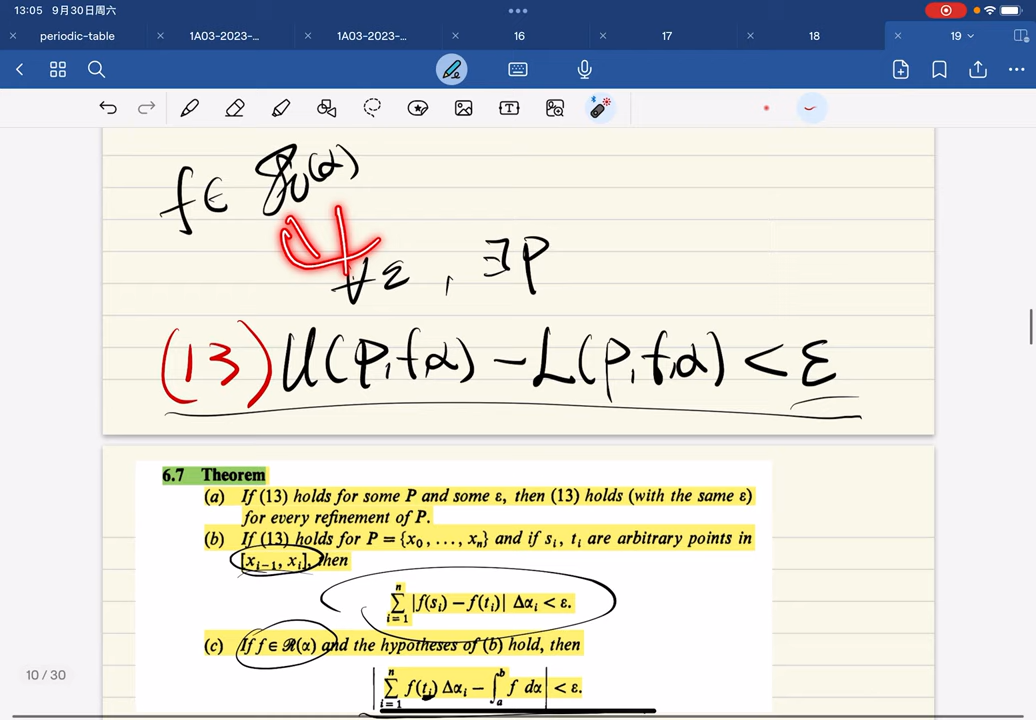 13:05 9月30日周六
periodic-table 1A03-2023-... 1A03-2023-... 16 17 18 19
f ∈ ℛ(α)
∀ε , ∃P
(13) U(P,f,α) − L(P,f,α) < ε
6.7 Theorem
(a) If (13) holds for some P and some ε, then (13) holds (with the same ε)
for every refinement of P.
(b) If (13) holds for P = {x₀, . . . , xₙ} and if sᵢ, tᵢ are arbitrary points in
[xᵢ₋₁, xᵢ], then
∑ᵢ₌₁ⁿ |f(sᵢ) − f(tᵢ)| Δαᵢ < ε.
(c) If f ∈ ℛ(α) and the hypotheses of (b) hold, then
|∑ᵢ₌₁ⁿ f(tᵢ) Δαᵢ − ∫ₐᵇ f dα| < ε.
10 / 30